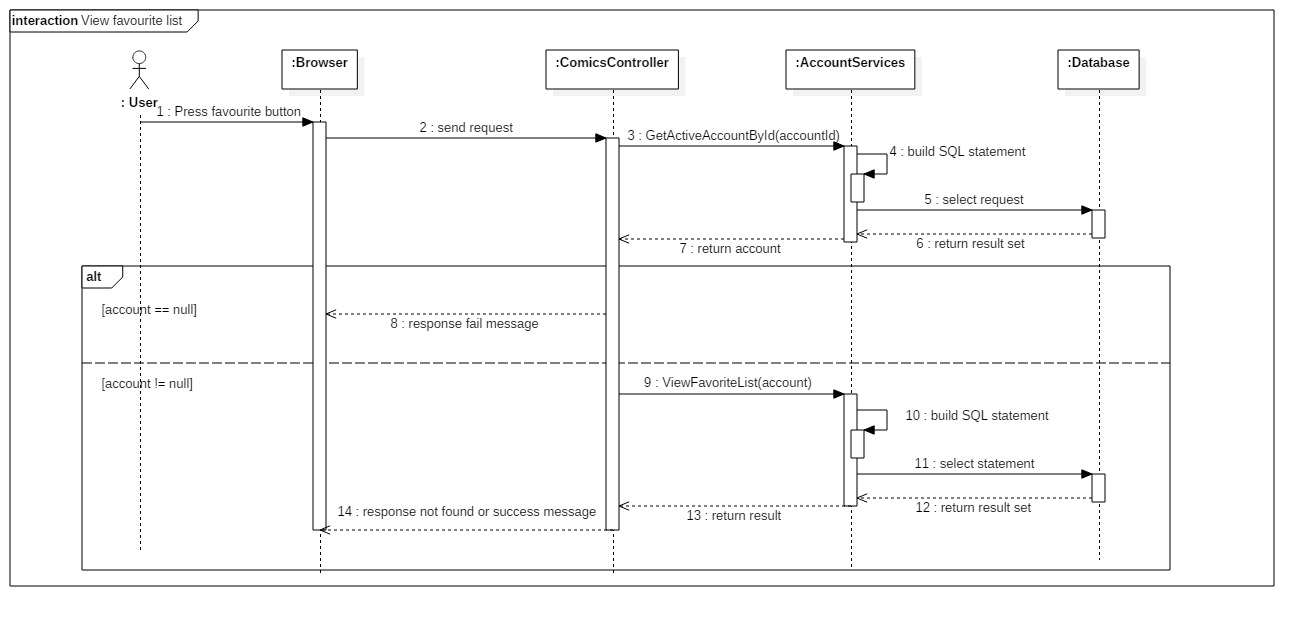 interaction View favourite list
:Browser
:ComicsController
:AccountServices
:Database
: User
1 : Press favourite button
2 : send request
3 : GetActiveAccountById(accountId)
4 : build SQL statement
5 : select request
6 : return result set
7 : return account
alt
[account == null]
8 : response fail message
[account != null]
9 : ViewFavoriteList(account)
10 : build SQL statement
11 : select statement
12 : return result set
13 : return result
14 : response not found or success message